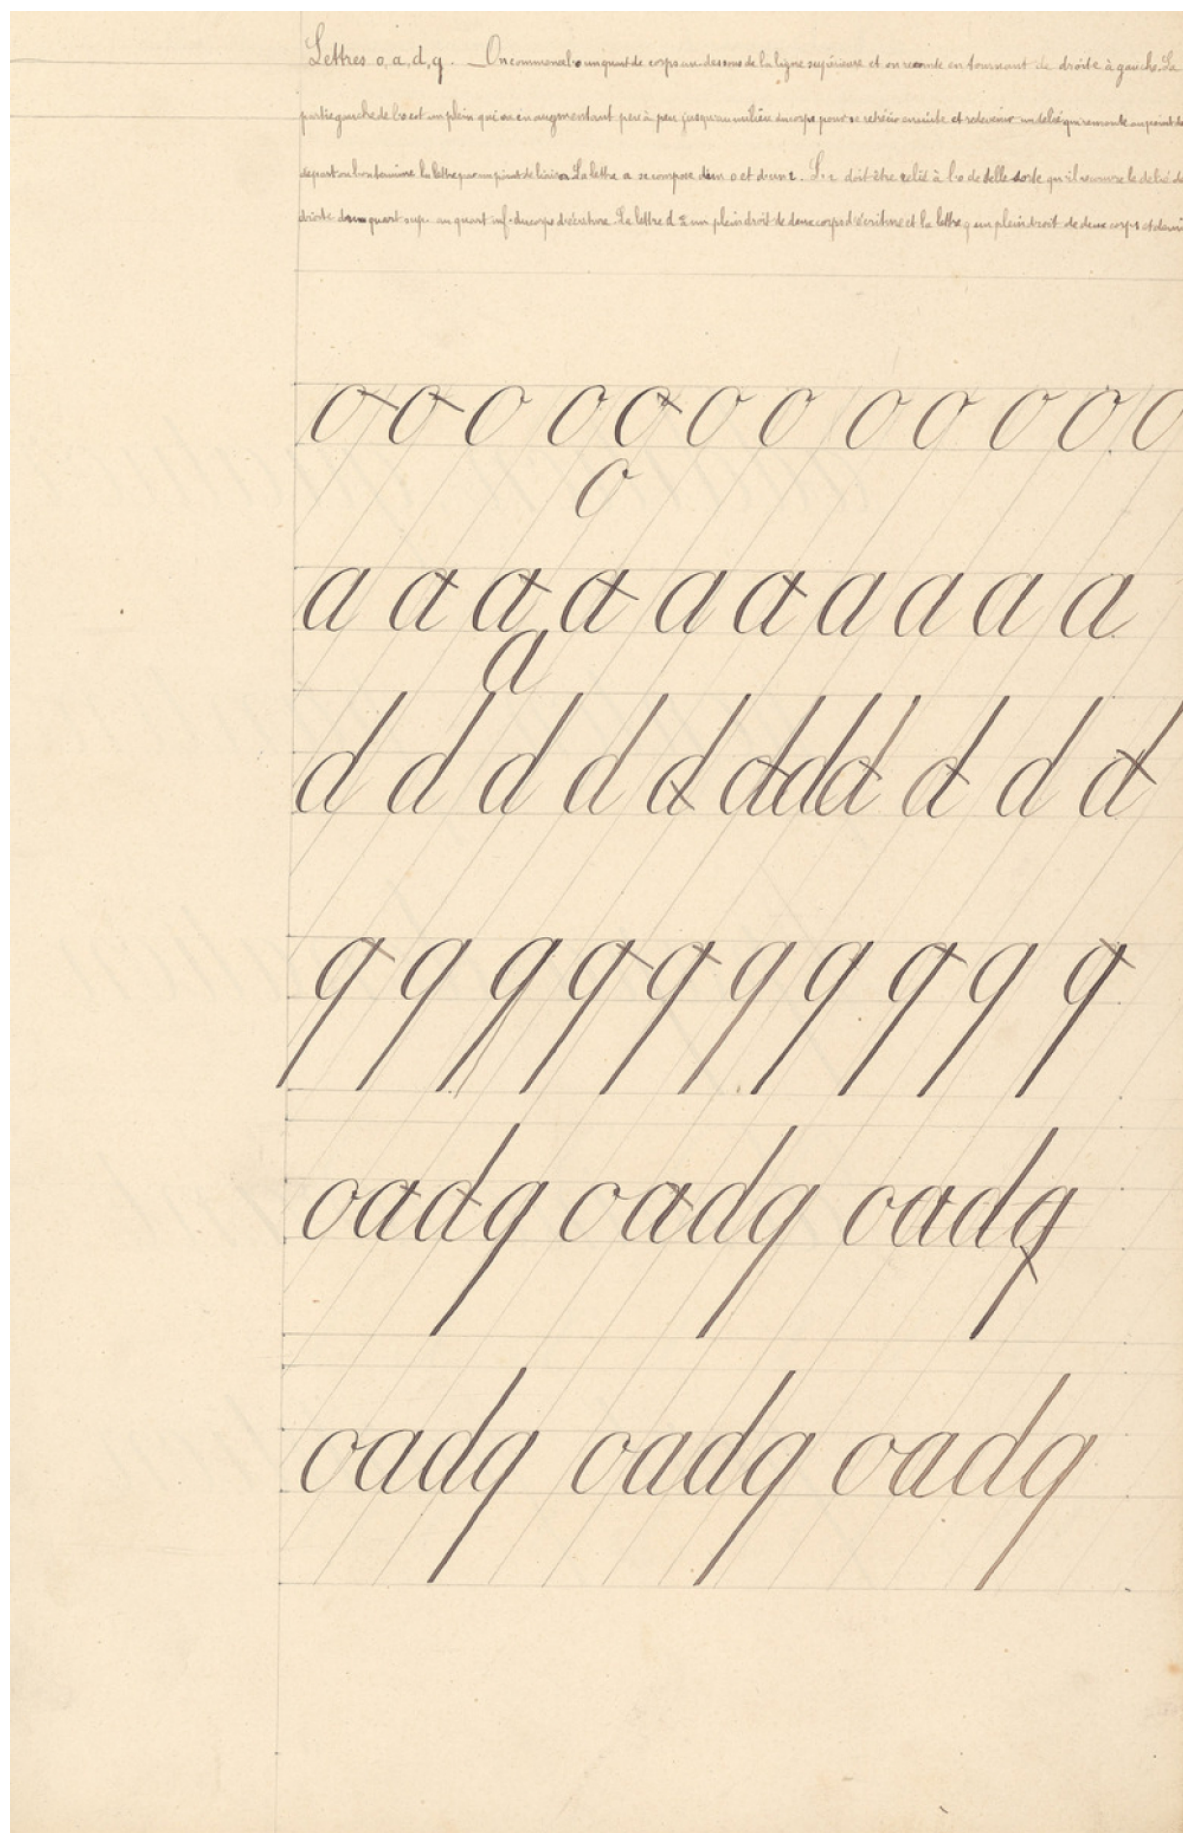 Lettres o, a, d, q. _ On commence l'o un quart de corps au-dessous de la ligne supérieure et on remonte en tournant de droite à gauche. La
partie gauche de l'o est un plein qui va en augmentant peu à peu jusqu'au milieu du corps pour se rétrécir ensuite et redevenir un délié qui remonte au point de
départ où l'on termine la lettre par un point de liaison. La lettre a se compose d'un o et d'un ı. L'ı doit être relié à l'o de telle sorte qu'il recouvre le délié de
droite du quart sup. au quart inf. du corps d'écriture. La lettre d a un plein droit de deux corps d'écriture et la lettre q un plein droit de deux corps et demi
o o o o o o o o o o o o
o
a a a a a a a a a a
a
d d d d d d d d d d d
q q q q q q q q q q
oadq oadq oadq
oadq oadq oadq